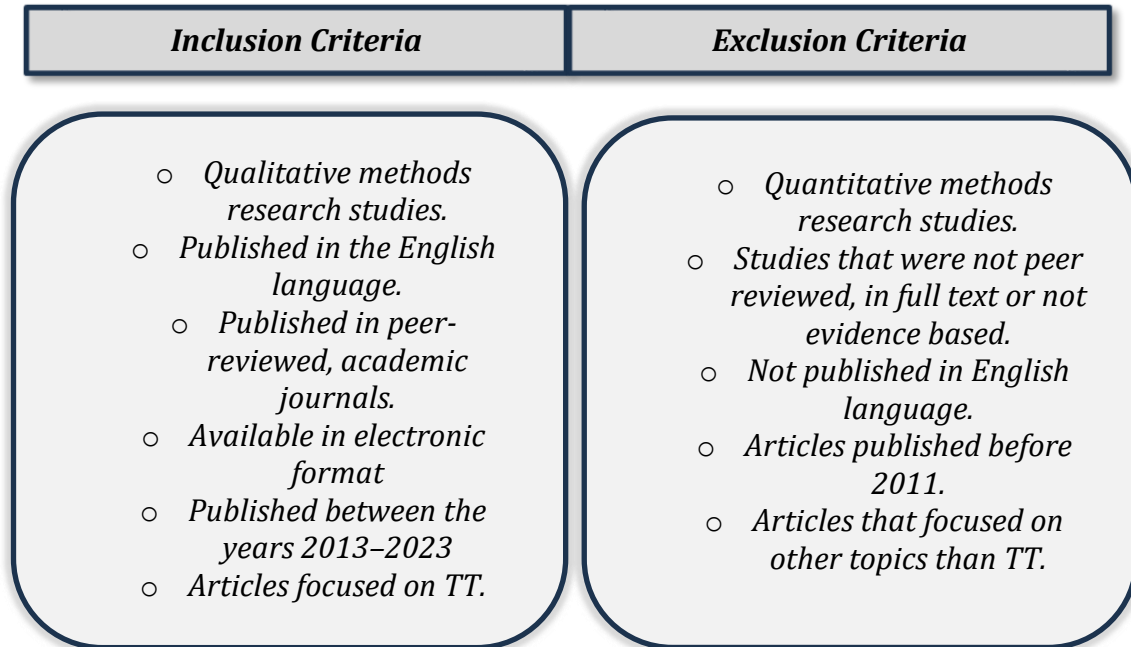 Inclusion Criteria
Exclusion Criteria
○ Qualitative methods
research studies.
○ Published in the English
language.
○ Published in peer-
reviewed, academic
journals.
○ Available in electronic
format
○ Published between the
years 2013–2023
○ Articles focused on TT.
○ Quantitative methods
research studies.
○ Studies that were not peer
reviewed, in full text or not
evidence based.
○ Not published in English
language.
○ Articles published before
2011.
○ Articles that focused on
other topics than TT.